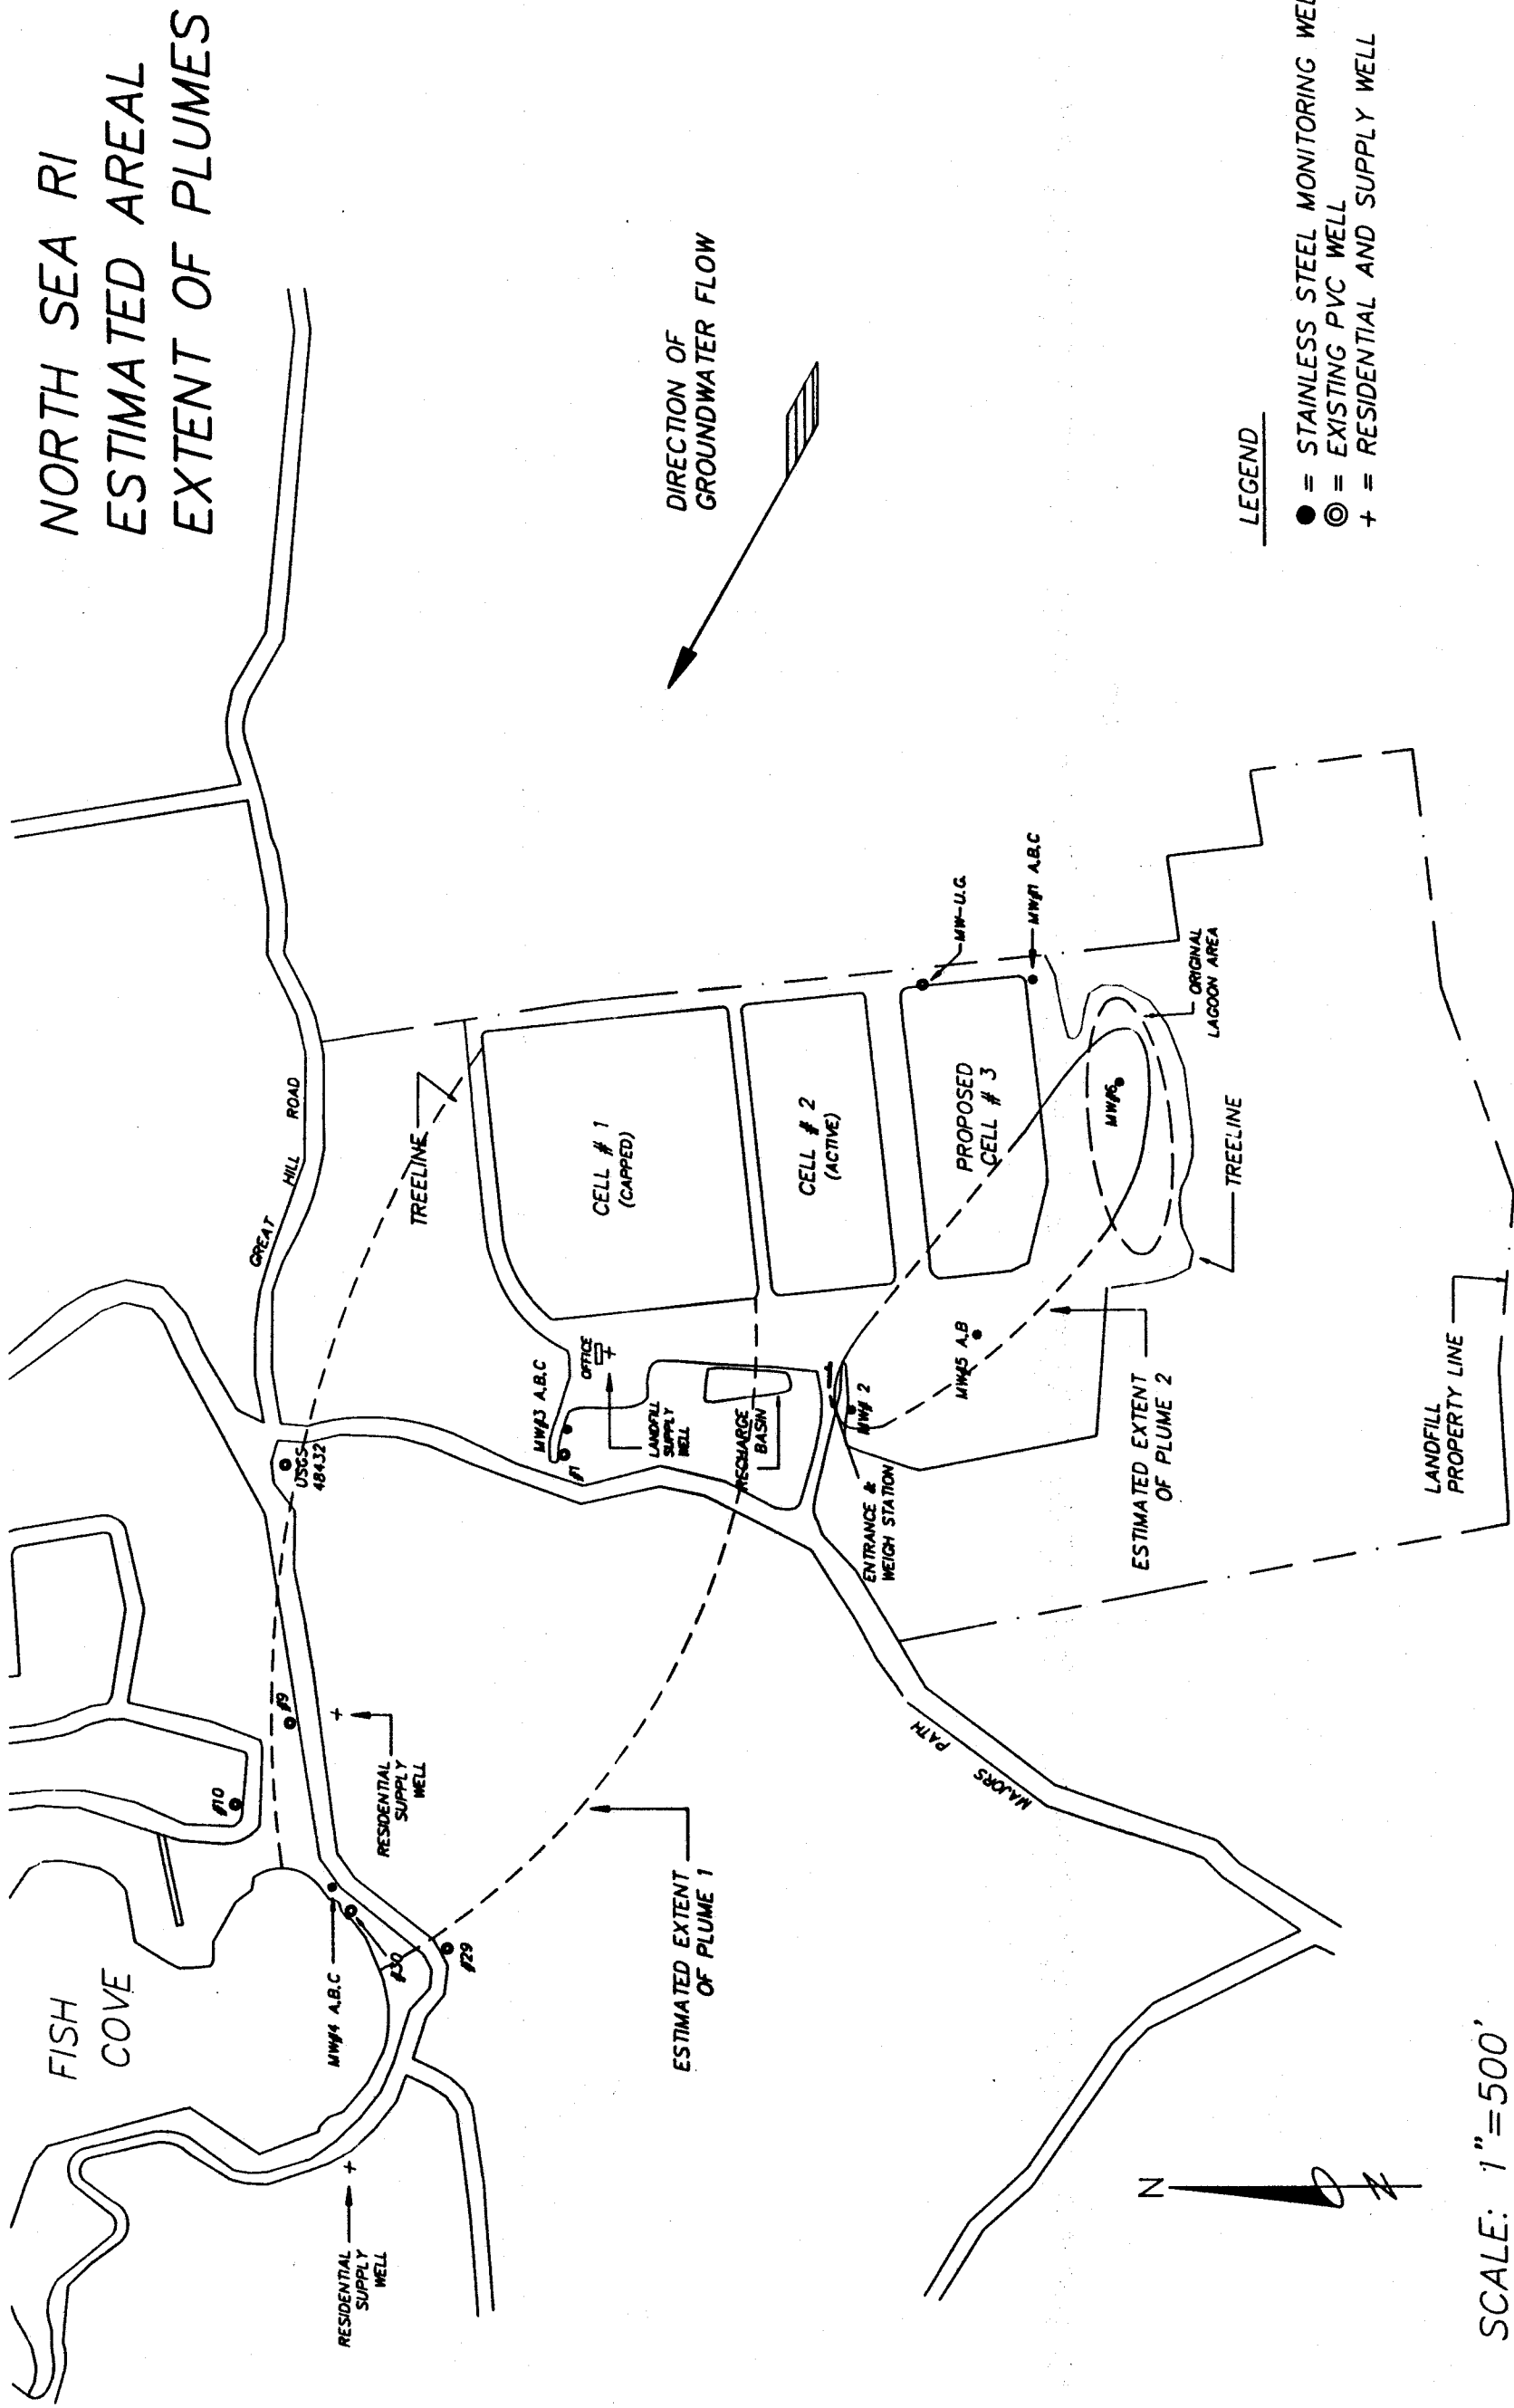 NORTH SEA RI
ESTIMATED AREAL
EXTENT OF PLUMES
FISH
COVE
RESIDENTIAL
SUPPLY
WELL
MW#4 A.B.C
#30
#29
#10
#9
RESIDENTIAL
SUPPLY
WELL
USGS
48432
GREAT
HILL
ROAD
TREELINE
DIRECTION OF
GROUNDWATER FLOW
MW#3 A.B.C
#1
OFFICE
LANDFILL
SUPPLY
WELL
RECHARGE
BASIN
CELL # 1
(CAPPED)
CELL # 2
(ACTIVE)
PROPOSED
CELL # 3
MW-U.G.
MW#1 A.B.C
MW# 2
MW#5 A.B
MW#6
ORIGINAL
LAGOON AREA
TREELINE
ENTRANCE &
WEIGH STATION
ESTIMATED EXTENT
OF PLUME 1
ESTIMATED EXTENT
OF PLUME 2
MAJORS
PATH
LANDFILL
PROPERTY LINE
N
LEGEND
● = STAINLESS STEEL MONITORING WEL
◎ = EXISTING PVC WELL
+ = RESIDENTIAL AND SUPPLY WELL
SCALE: 1"=500'